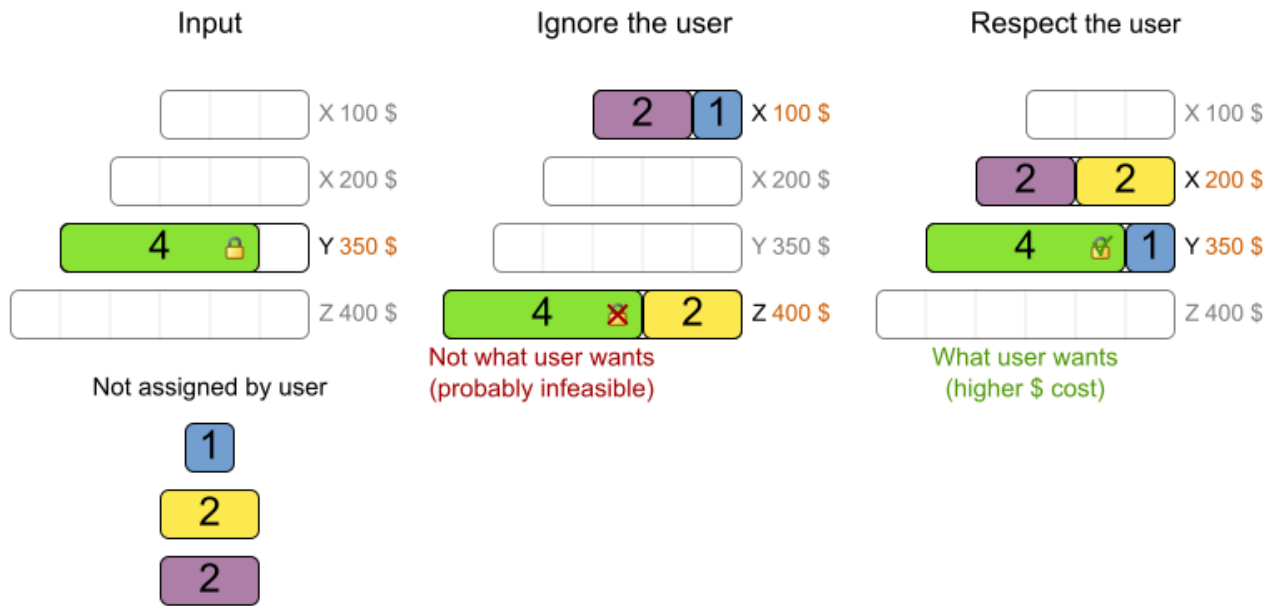 Input
X 100 $
X 200 $
4 Y 350 $
Z 400 $
Not assigned by user
1
2
2
Ignore the user
2 1 X 100 $
X 200 $
Y 350 $
4 2 Z 400 $
Not what user wants
(probably infeasible)
Respect the user
X 100 $
2 2 X 200 $
4 1 Y 350 $
Z 400 $
What user wants
(higher $ cost)